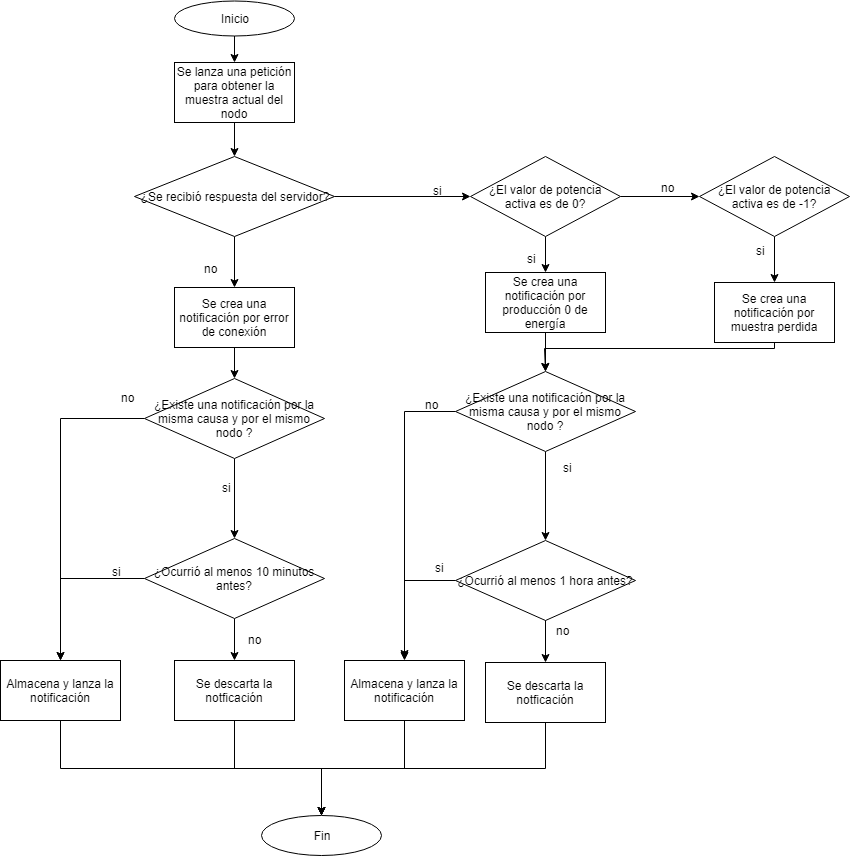 Inicio
Se lanza una petición
para obtener la
muestra actual del
nodo
¿Se recibió respuesta del servidor?
si
¿El valor de potencia
activa es de 0?
no
¿El valor de potencia
activa es de -1?
no
si
si
Se crea una
notificación por error
de conexión
Se crea una
notificación por
producción 0 de
energía
Se crea una
notificación por
muestra perdida
no
¿Existe una notificación por la
misma causa y por el mismo
nodo ?
no
¿Existe una notificación por la
misma causa y por el mismo
nodo ?
si
si
si
¿Ocurrió al menos 10 minutos
antes?
si
¿Ocurrió al menos 1 hora antes?
no
no
Almacena y lanza la
notificación
Se descarta la
notficación
Almacena y lanza la
notificación
Se descarta la
notficación
Fin